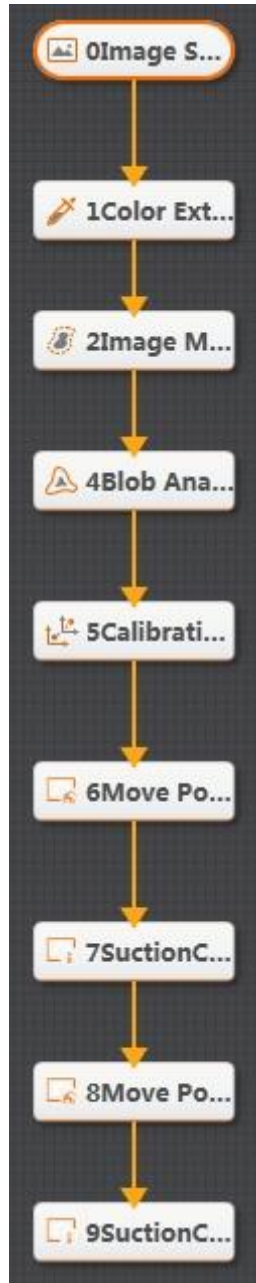 0Image S...
1Color Ext...
2Image M...
4Blob Ana...
5Calibrati...
6Move Po...
7SuctionC...
8Move Po...
9SuctionC...